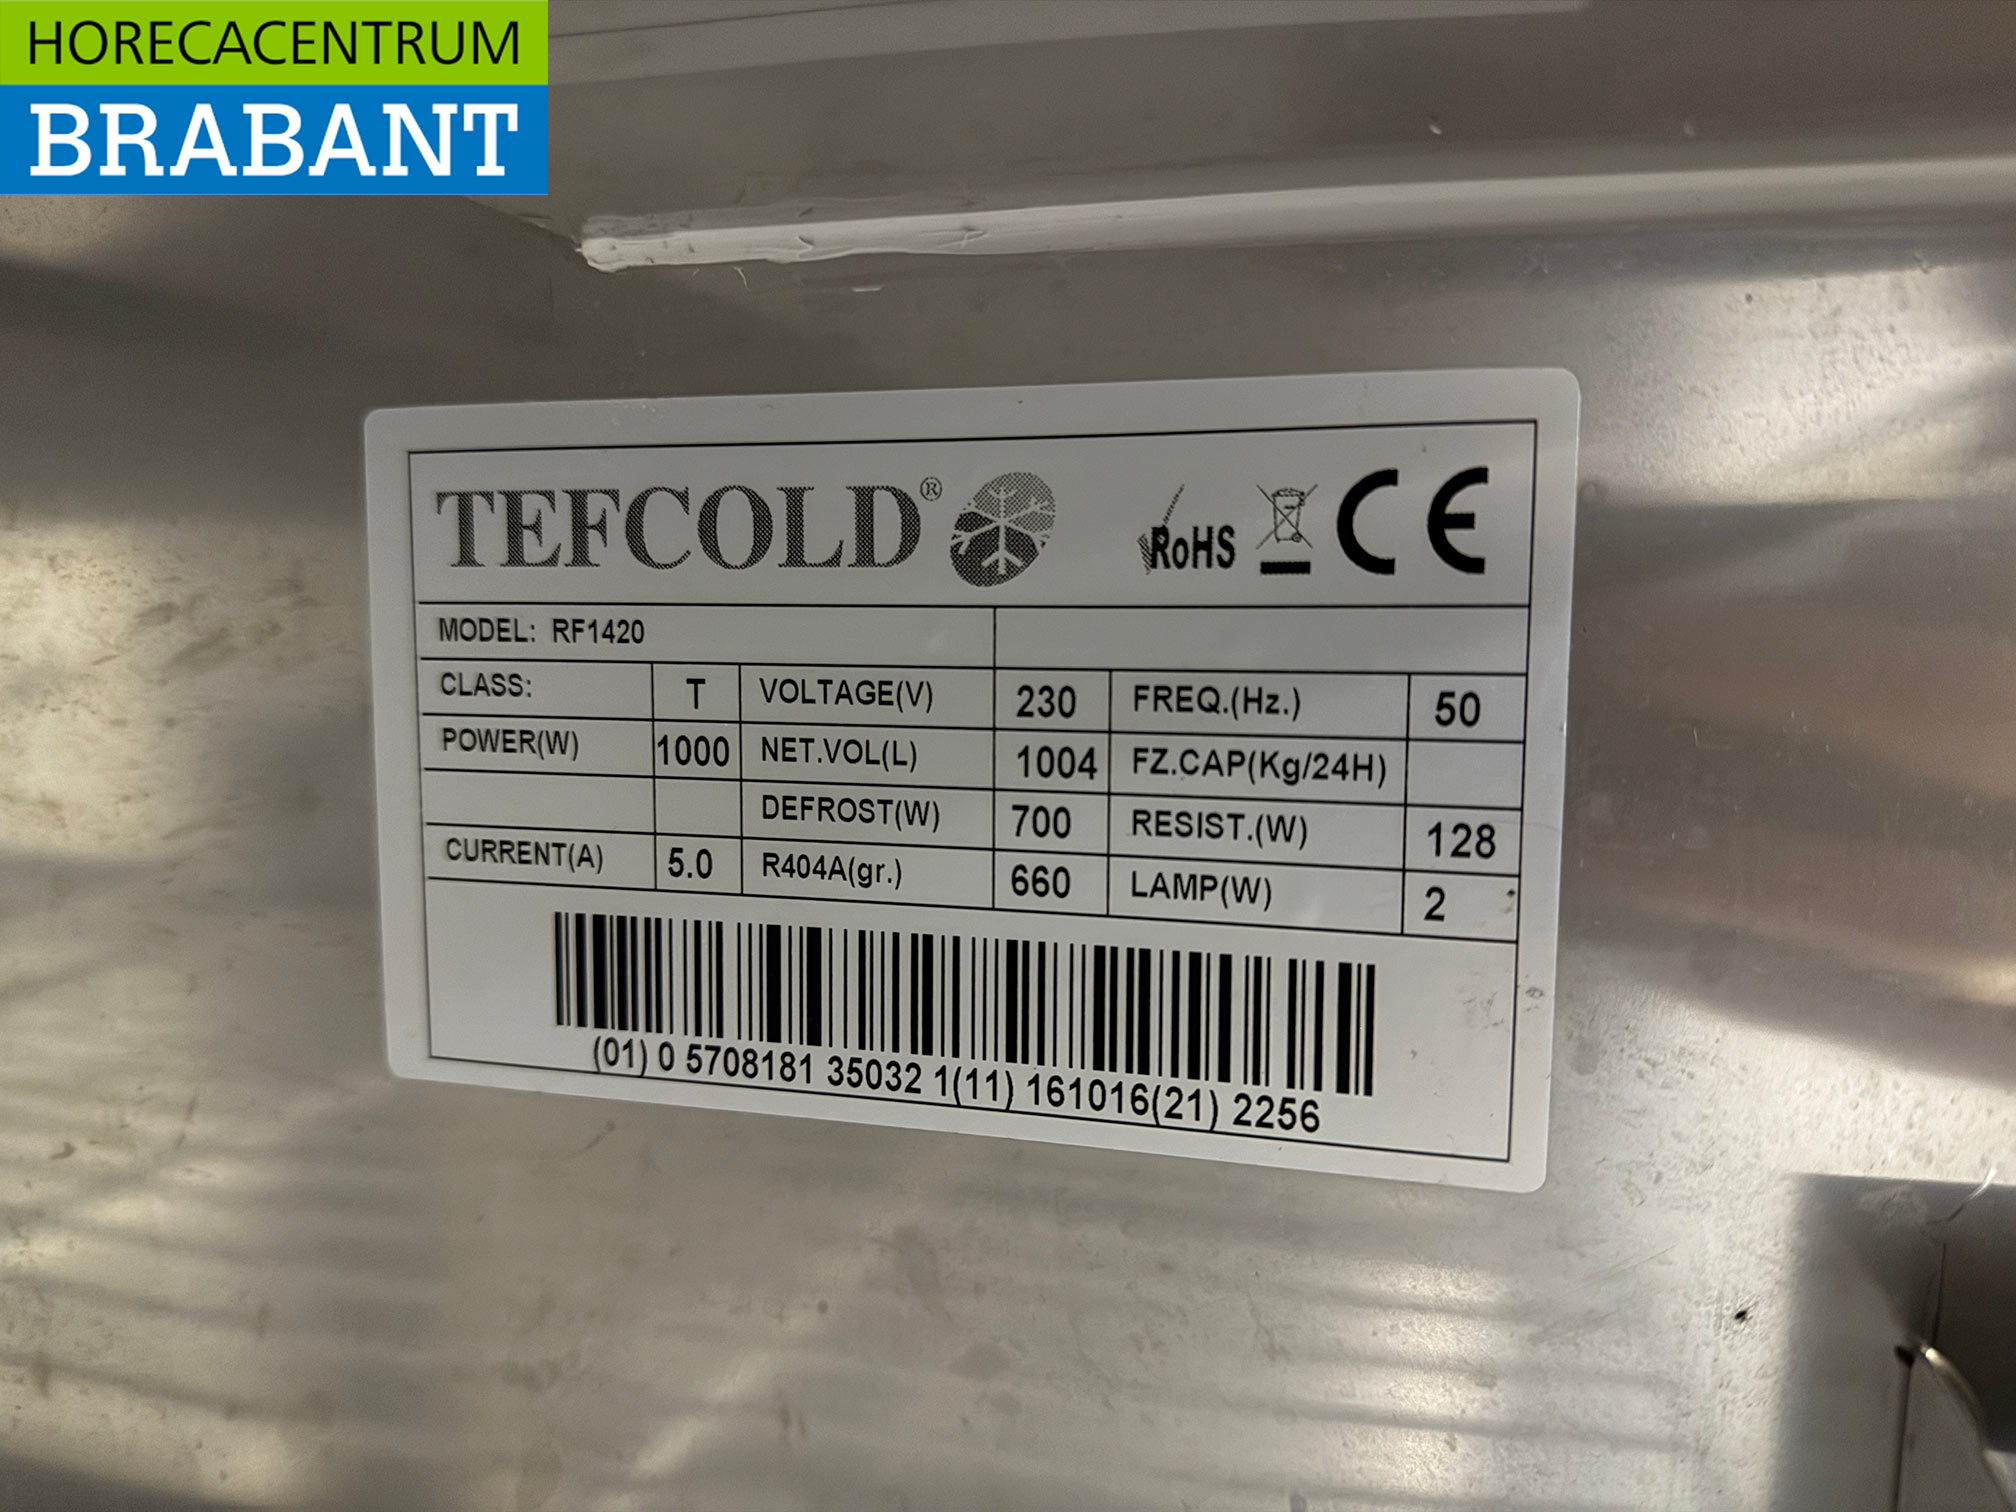 HORECACENTRUM
BRABANT
TEFCOLD® RoHS CE
MODEL: RF1420
CLASS: T VOLTAGE(V) 230 FREQ.(Hz.) 50
POWER(W) 1000 NET.VOL(L) 1004 FZ.CAP(Kg/24H)
DEFROST(W) 700 RESIST.(W) 128
CURRENT(A) 5.0 R404A(gr.) 660 LAMP(W) 2
(01) 0 5708181 35032 1(11) 161016(21) 2256